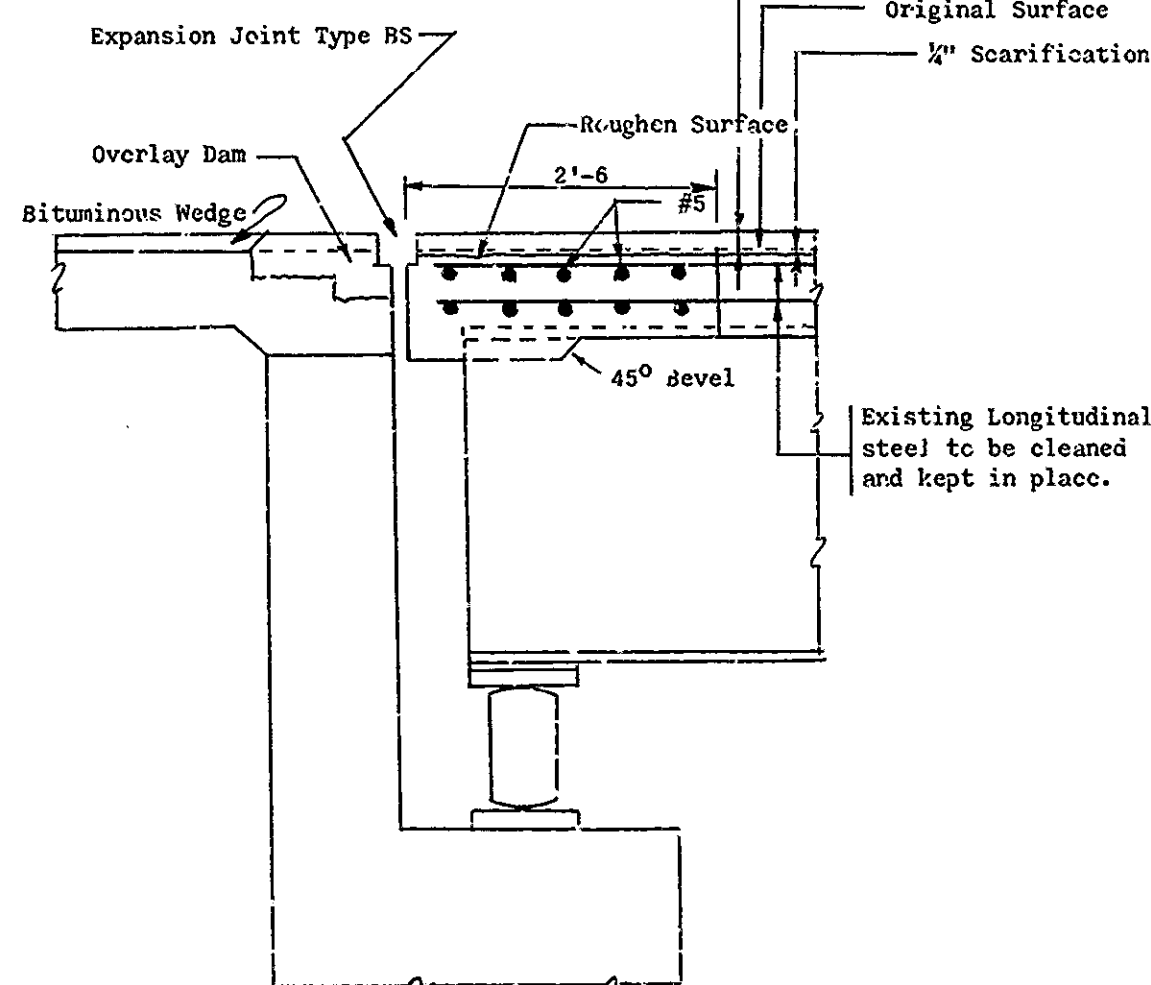 Original Surface
Expansion Joint Type BS
¼" Scarification
Roughen Surface
Overlay Dam
2'-6
#5
Bituminous Wedge
45° Bevel
Existing Longitudinal
steel to be cleaned
and kept in place.